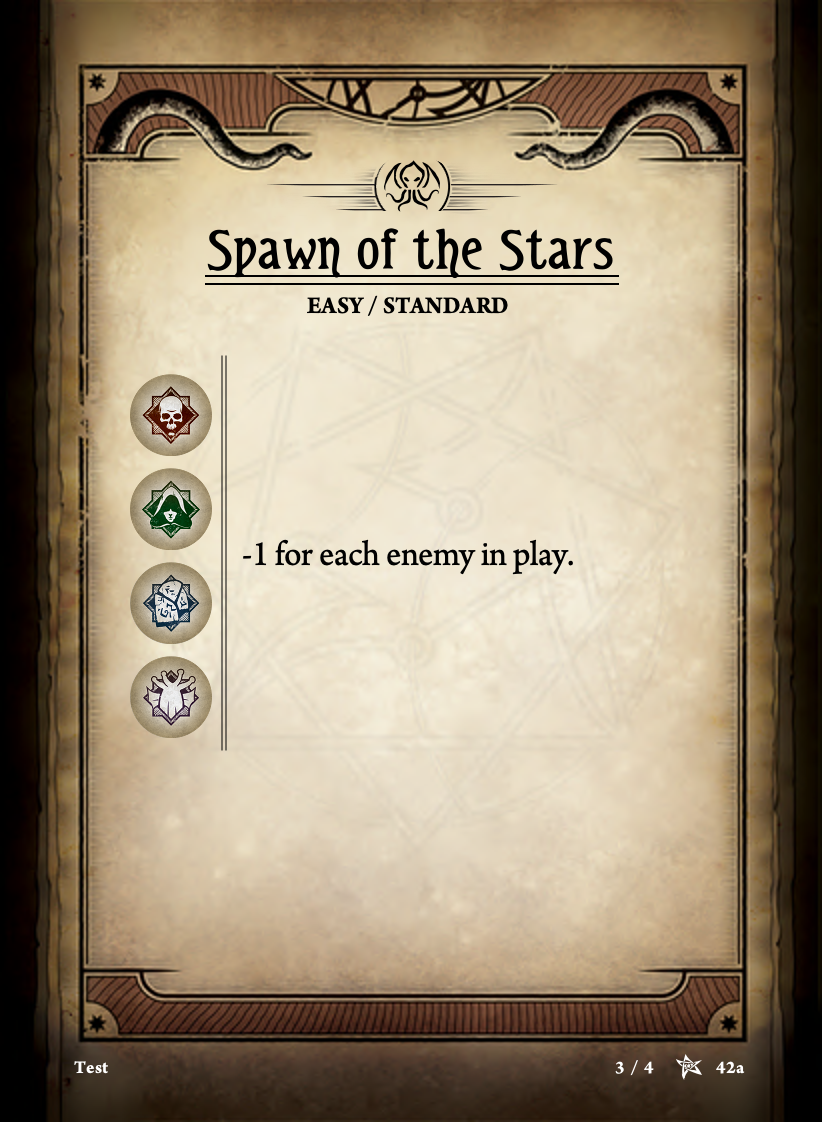 Spawn of the Stars
EASY / STANDARD
-1 for each enemy in play.
Test
3 / 4
42a